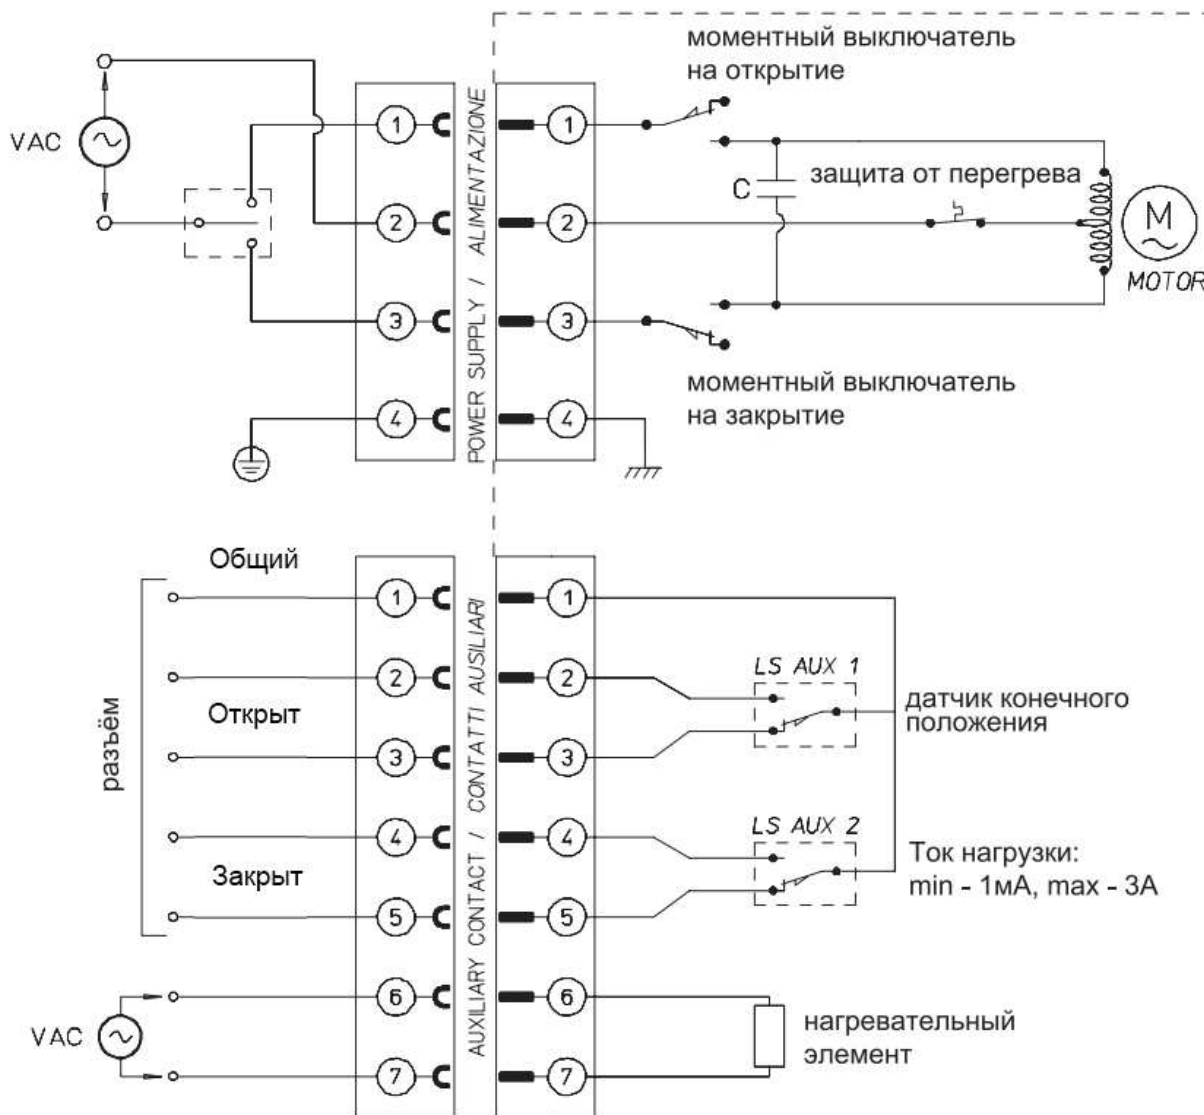 моментный выключатель
на открытие
VAC
1
1
C
защита от перегрева
2
2
M
MOTOR
3
3
моментный выключатель
на закрытие
4
4
POWER SUPPLY / ALIMENTAZIONE
Общий
1
1
2
2
LS AUX 1
Открыт
датчик конечного
положения
3
3
разъём
4
4
LS AUX 2
Закрыт
Ток нагрузки:
min - 1мА, max - 3А
5
5
AUXILIARY CONTACT / CONTATTI AUSILIARI
6
6
VAC
нагревательный
элемент
7
7